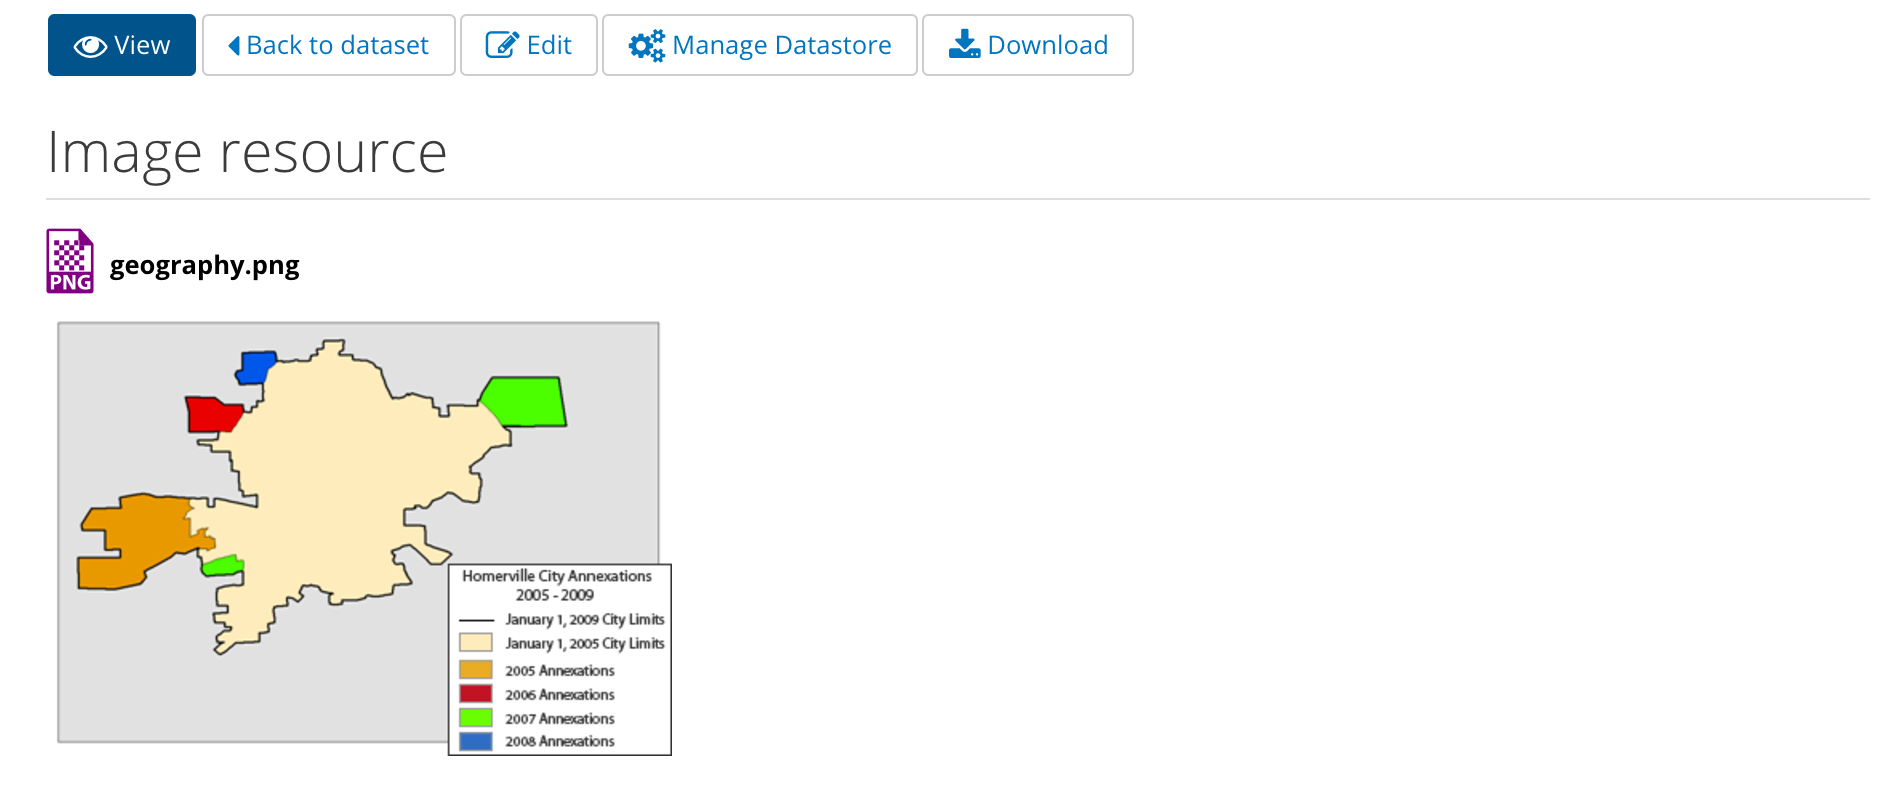 View
Back to dataset
Edit
Manage Datastore
Download
Image resource
PNG
geography.png
Homerville City Annexations
2005 - 2009
January 1, 2009 City Limits
January 1, 2005 City Limits
2005 Annexations
2006 Annexations
2007 Annexations
2008 Annexations